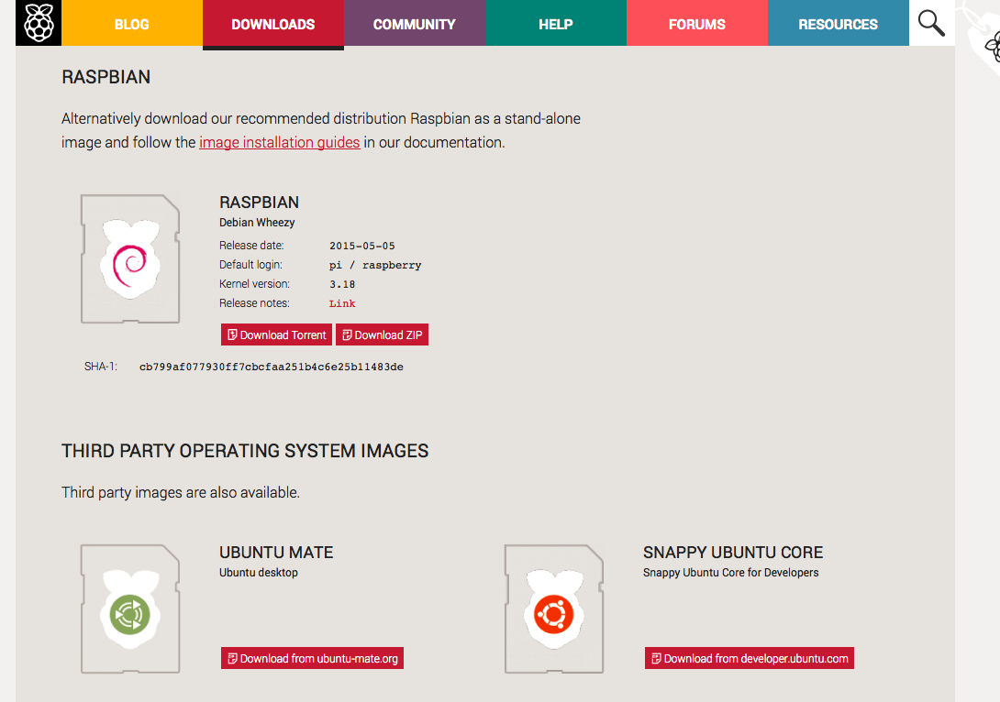 BLOG
DOWNLOADS
COMMUNITY
HELP
FORUMS
RESOURCES
RASPBIAN
Alternatively download our recommended distribution Raspbian as a stand-alone
image and follow the image installation guides in our documentation.
RASPBIAN
Debian Wheezy
Release date: 2015-05-05
Default login: pi / raspberry
Kernel version: 3.18
Release notes: Link
Download Torrent
Download ZIP
SHA-1: cb799af077930ff7cbcfaa251b4c6e25b11483de
THIRD PARTY OPERATING SYSTEM IMAGES
Third party images are also available.
UBUNTU MATE
Ubuntu desktop
Download from ubuntu-mate.org
SNAPPY UBUNTU CORE
Snappy Ubuntu Core for Developers
Download from developer.ubuntu.com